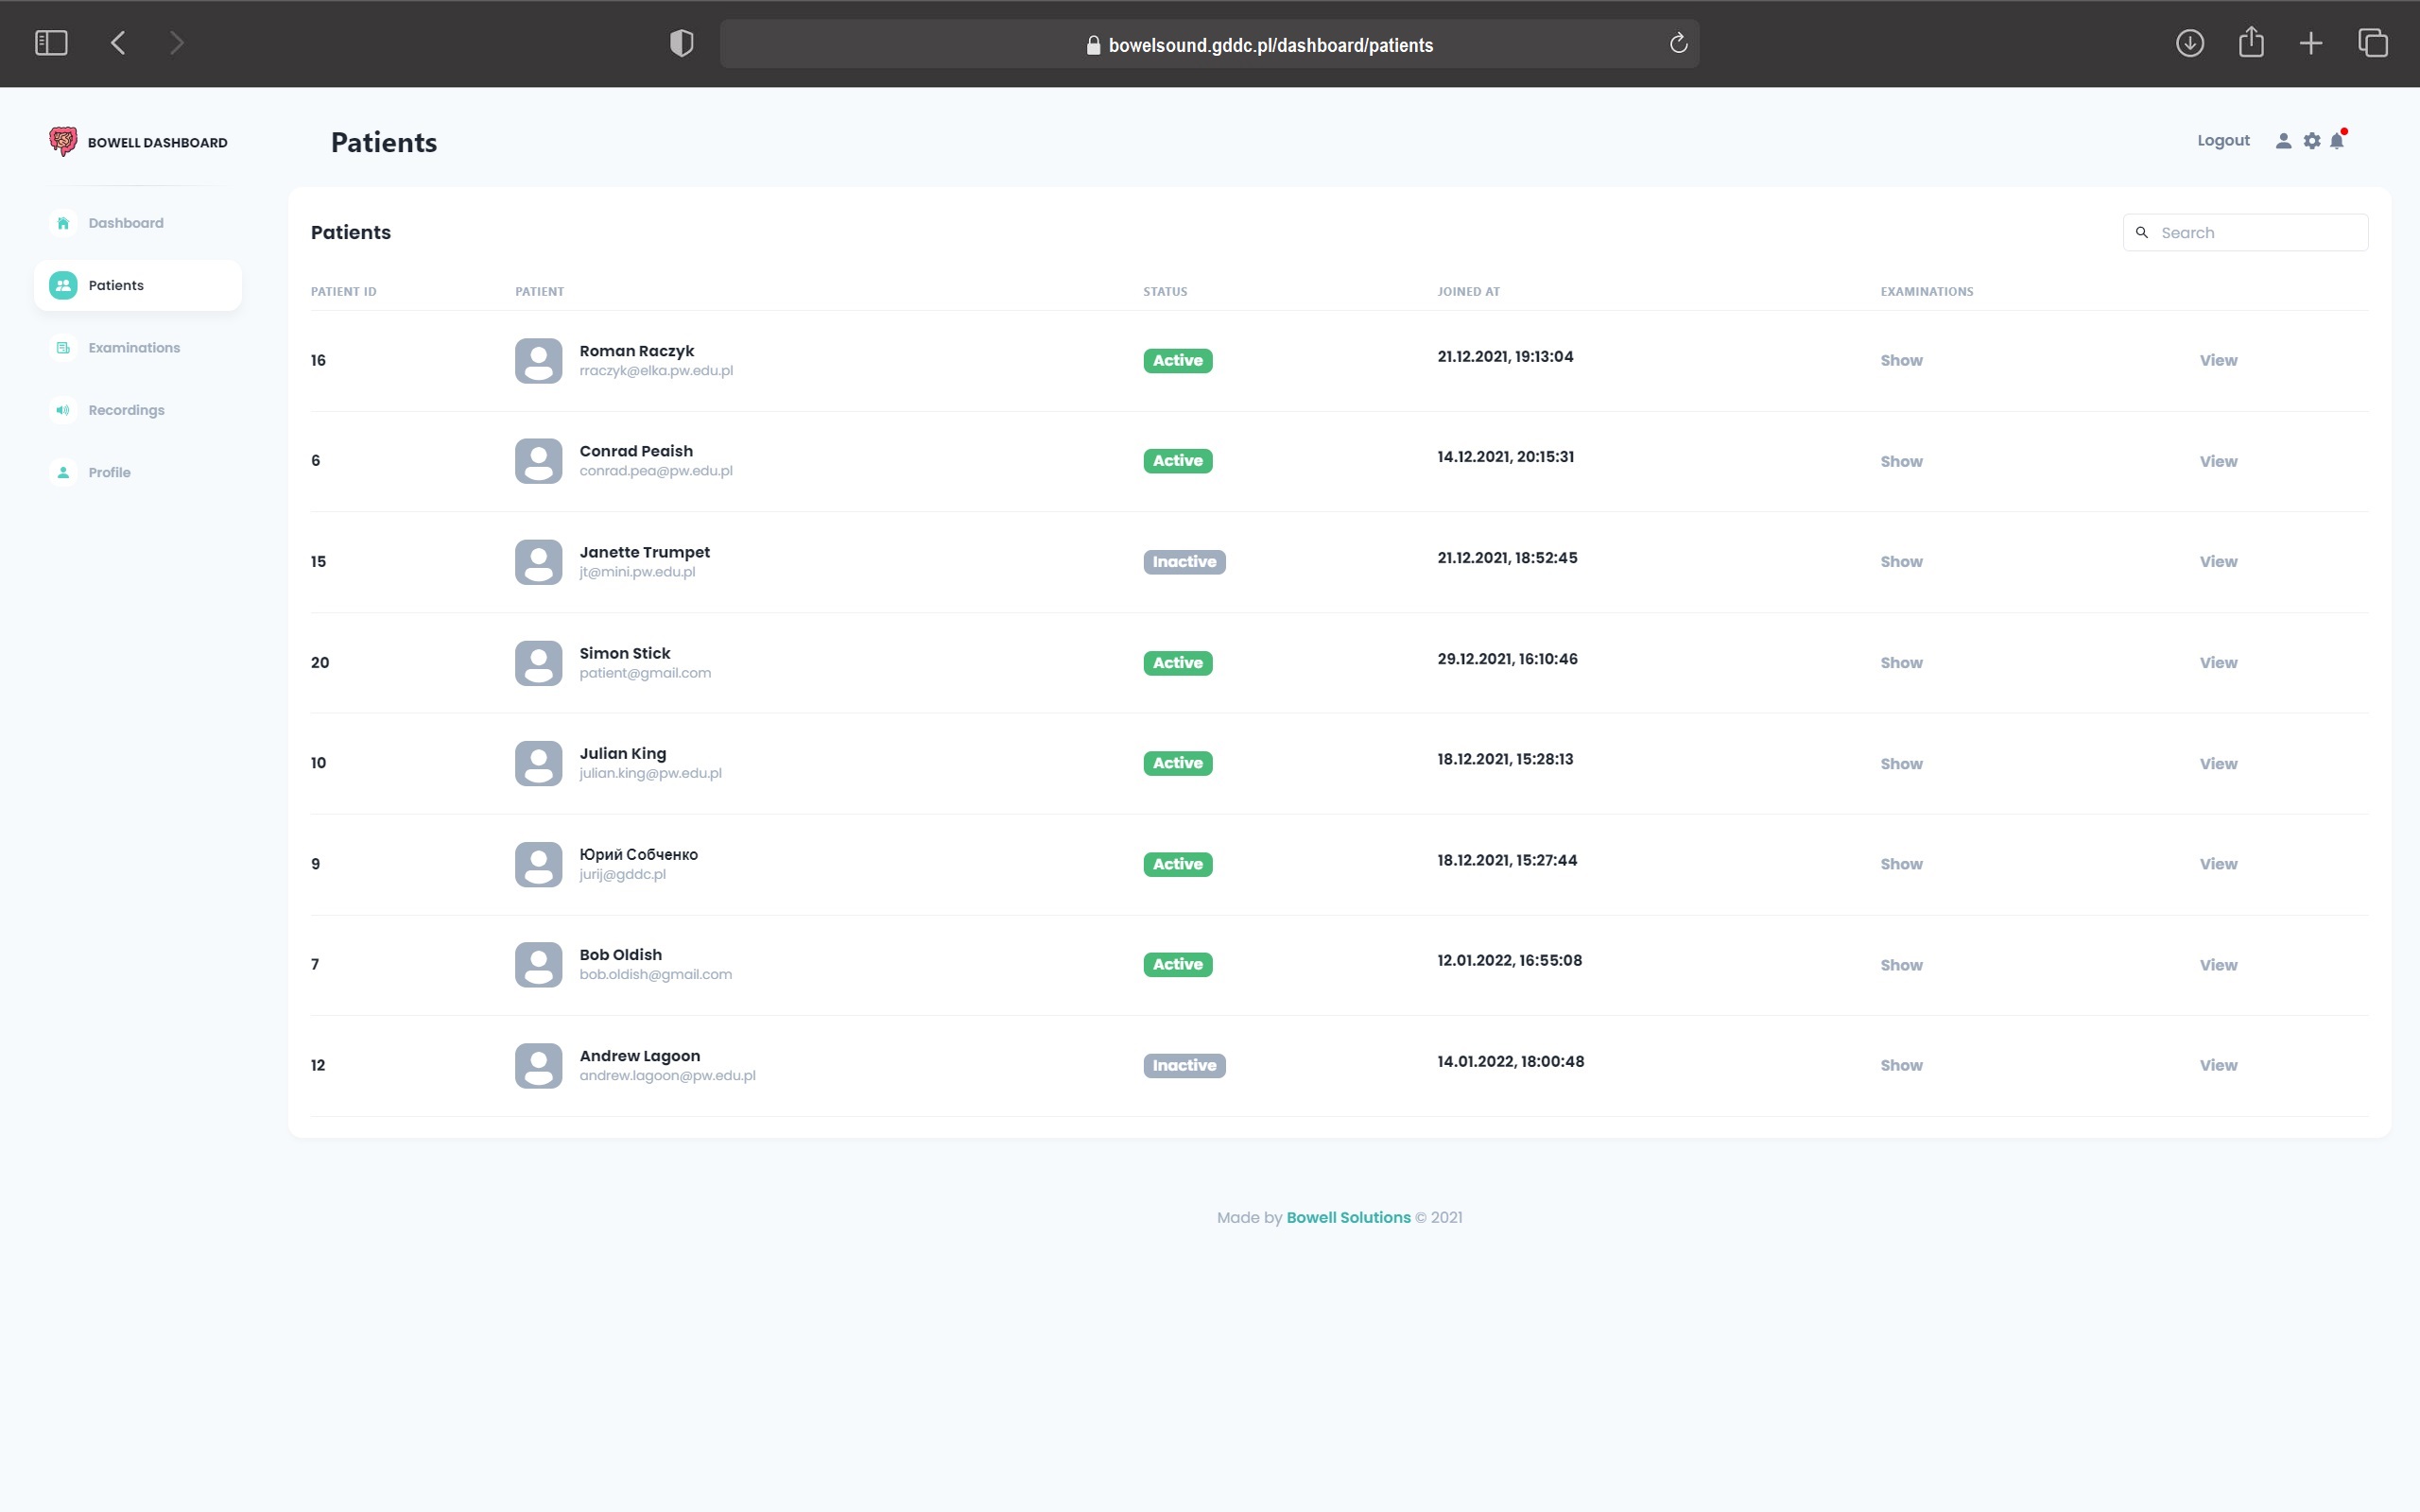 bowelsound.gddc.pl/dashboard/patients
BOWELL DASHBOARD
Patients
Logout
Dashboard
Patients
Examinations
Recordings
Profile
Patients
Search
PATIENT ID PATIENT STATUS JOINED AT EXAMINATIONS
16 Roman Raczyk Active 21.12.2021, 19:13:04 Show View
rraczyk@elka.pw.edu.pl
6 Conrad Peaish Active 14.12.2021, 20:15:31 Show View
conrad.pea@pw.edu.pl
15 Janette Trumpet Inactive 21.12.2021, 18:52:45 Show View
jt@mini.pw.edu.pl
20 Simon Stick Active 29.12.2021, 16:10:46 Show View
patient@gmail.com
10 Julian King Active 18.12.2021, 15:28:13 Show View
julian.king@pw.edu.pl
9 Юрий Собченко Active 18.12.2021, 15:27:44 Show View
jurij@gddc.pl
7 Bob Oldish Active 12.01.2022, 16:55:08 Show View
bob.oldish@gmail.com
12 Andrew Lagoon Inactive 14.01.2022, 18:00:48 Show View
andrew.lagoon@pw.edu.pl
Made by Bowell Solutions © 2021